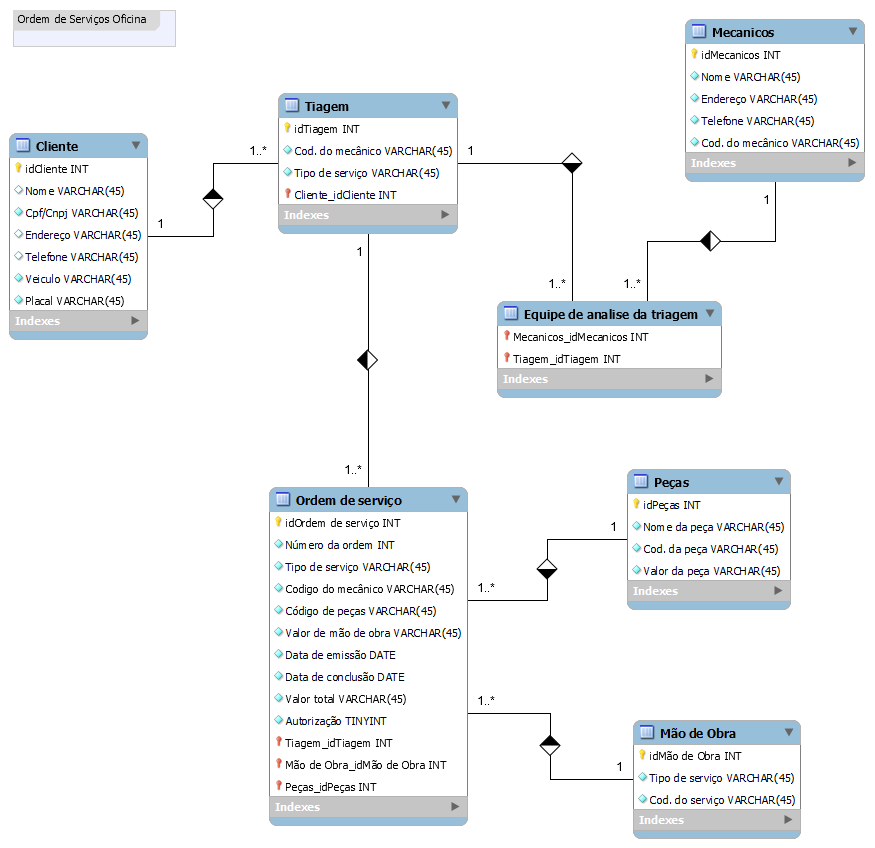 Ordem de Serviços Oficina
Mecanicos
idMecanicos INT
Nome VARCHAR(45)
Endereço VARCHAR(45)
Telefone VARCHAR(45)
Cod. do mecânico VARCHAR(45)
Indexes
Tiagem
idTiagem INT
Cod. do mecânico VARCHAR(45)
Tipo de serviço VARCHAR(45)
Cliente_idCliente INT
Indexes
Cliente
idCliente INT
Nome VARCHAR(45)
Cpf/Cnpj VARCHAR(45)
Endereço VARCHAR(45)
Telefone VARCHAR(45)
Veiculo VARCHAR(45)
Placal VARCHAR(45)
Indexes
1..*
1
1
1
1
1..*
1..*
Equipe de analise da triagem
Mecanicos_idMecanicos INT
Tiagem_idTiagem INT
Indexes
1..*
Ordem de serviço
idOrdem de serviço INT
Número da ordem INT
Tipo de serviço VARCHAR(45)
Codigo do mecânico VARCHAR(45)
Código de peças VARCHAR(45)
Valor de mão de obra VARCHAR(45)
Data de emissão DATE
Data de conclusão DATE
Valor total VARCHAR(45)
Autorização TINYINT
Tiagem_idTiagem INT
Mão de Obra_idMão de Obra INT
Peças_idPeças INT
Indexes
Peças
idPeças INT
Nome da peça VARCHAR(45)
Cod. da peça VARCHAR(45)
Valor da peça VARCHAR(45)
Indexes
1
1..*
1..*
1
Mão de Obra
idMão de Obra INT
Tipo de serviço VARCHAR(45)
Cod. do serviço VARCHAR(45)
Indexes